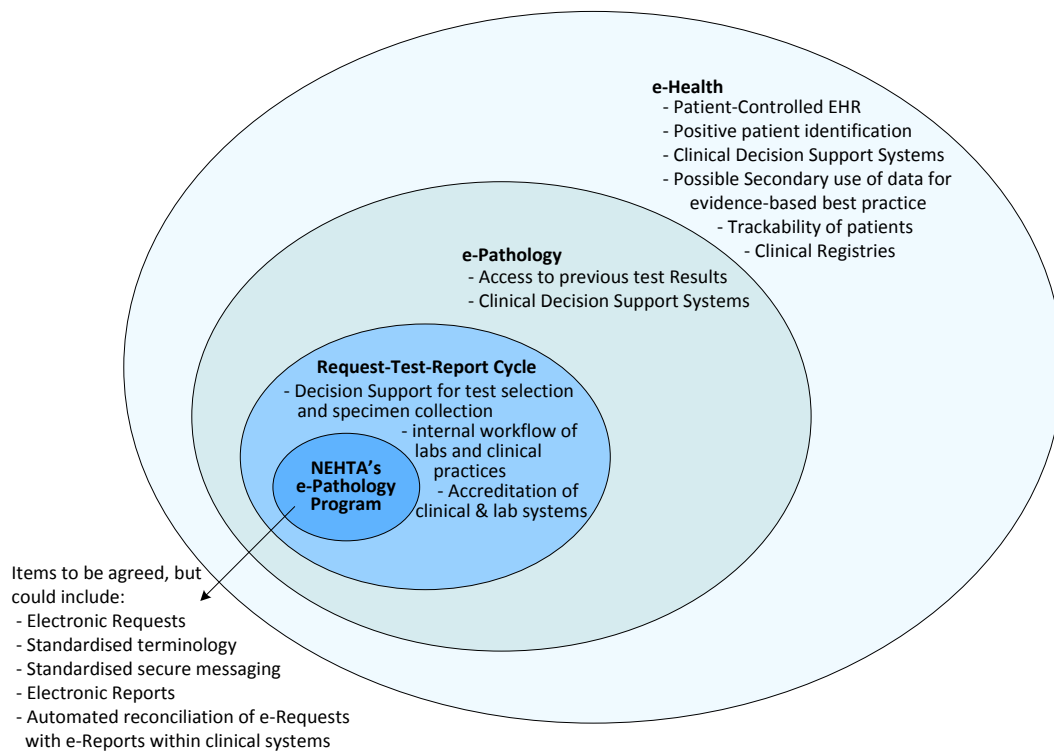 e-Health
- Patient-Controlled EHR
- Positive patient identification
- Clinical Decision Support Systems
- Possible Secondary use of data for
evidence-based best practice
- Trackability of patients
- Clinical Registries
e-Pathology
- Access to previous test Results
- Clinical Decision Support Systems
Request-Test-Report Cycle
- Decision Support for test selection
and specimen collection
- internal workflow of
labs and clinical
practices
- Accreditation of
clinical & lab systems
NEHTA's
e-Pathology
Program
Items to be agreed, but
could include:
- Electronic Requests
- Standardised terminology
- Standardised secure messaging
- Electronic Reports
- Automated reconciliation of e-Requests
with e-Reports within clinical systems